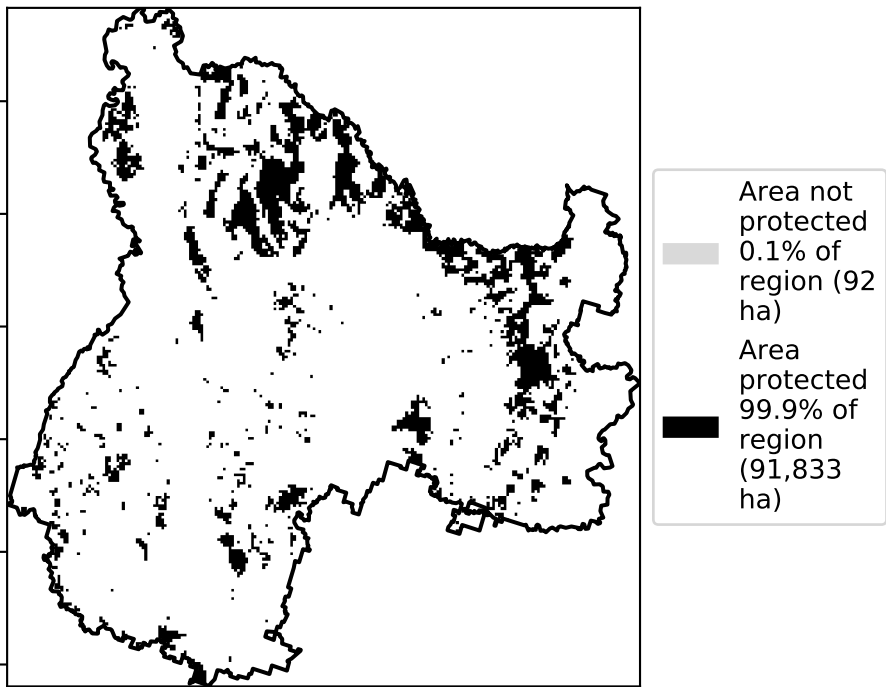 Area not
protected
0.1% of
region (92
ha)
Area
protected
99.9% of
region
(91,833
ha)